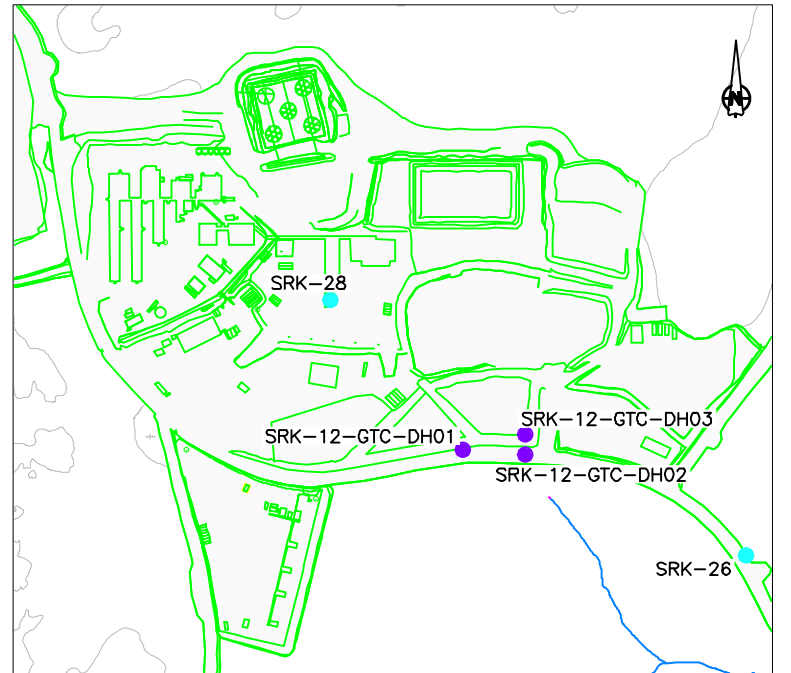 N
SRK-28
SRK-12-GTC-DH03
SRK-12-GTC-DH01
SRK-12-GTC-DH02
SRK-26